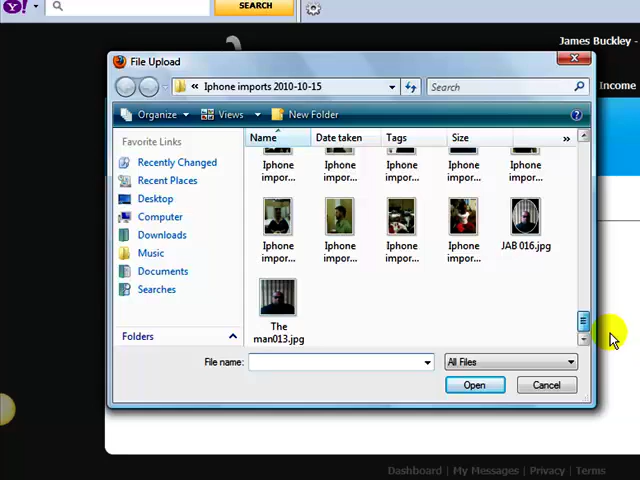 Y!
SEARCH
James Buckley -
File Upload
Income
« Iphone imports 2010-10-15
Search
Organize
Views
New Folder
Favorite Links
Name
Date taken
Tags
Size
»
Recently Changed
Recent Places
Desktop
Computer
Downloads
Music
Documents
Searches
Folders
Iphone
impor...
Iphone
impor...
Iphone
impor...
Iphone
impor...
Iphone
impor...
Iphone
impor...
Iphone
impor...
Iphone
impor...
Iphone
impor...
JAB 016.jpg
The
man013.jpg
File name:
All Files
Open
Cancel
Dashboard | My Messages | Privacy | Terms